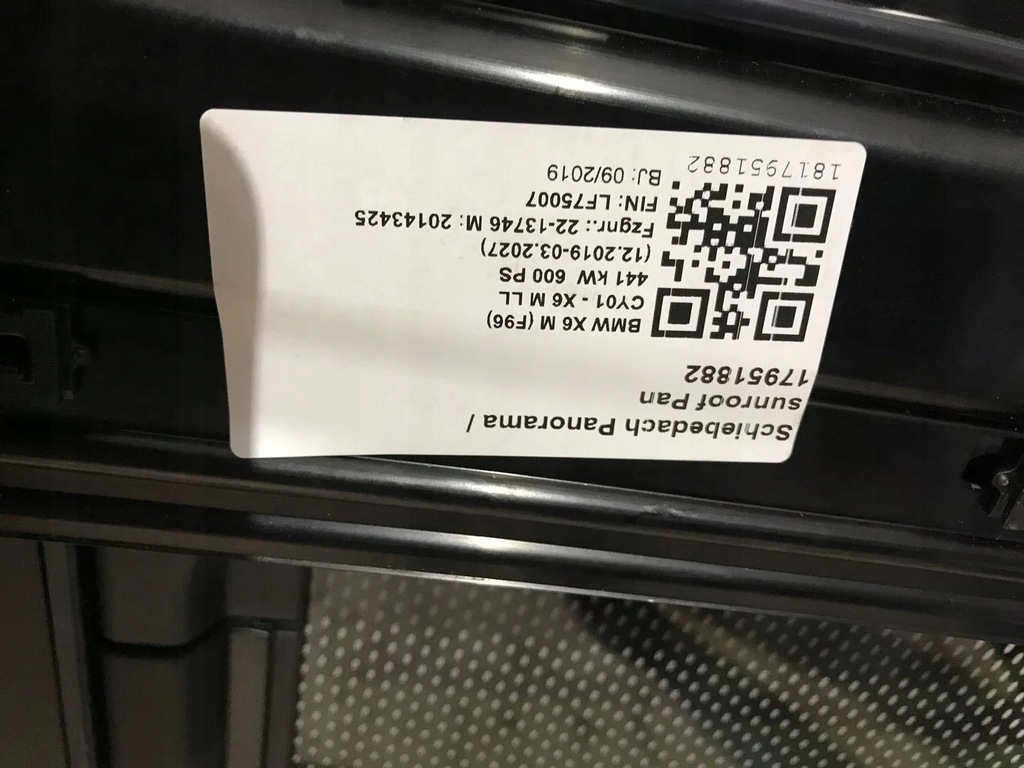 Schiebedach Panorama /
sunroof Pan
17951882
BMW X6 M (F96)
CY01 - X6 M LL
441 kW 600 PS
(12.2019-03.2027)
Fzgnr.: 22-13746 M: 20143425
FIN: LF75007
BJ: 09/2019
1817951882